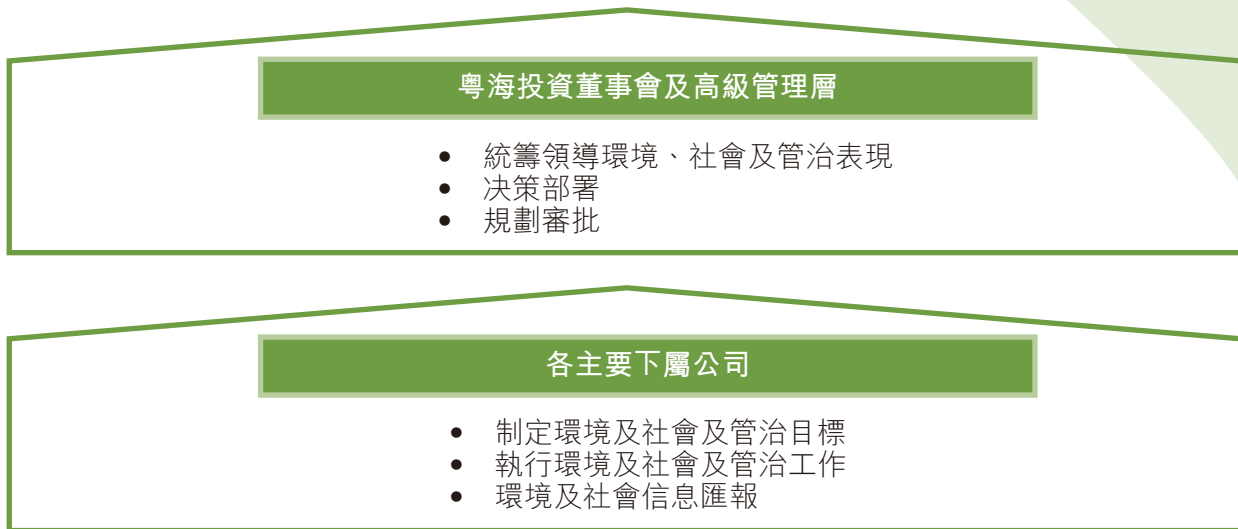 粵海投資董事會及高級管理層
• 統籌領導環境、社會及管治表現
• 决策部署
• 規劃審批
各主要下屬公司
• 制定環境及社會及管治目標
• 執行環境及社會及管治工作
• 環境及社會信息匯報